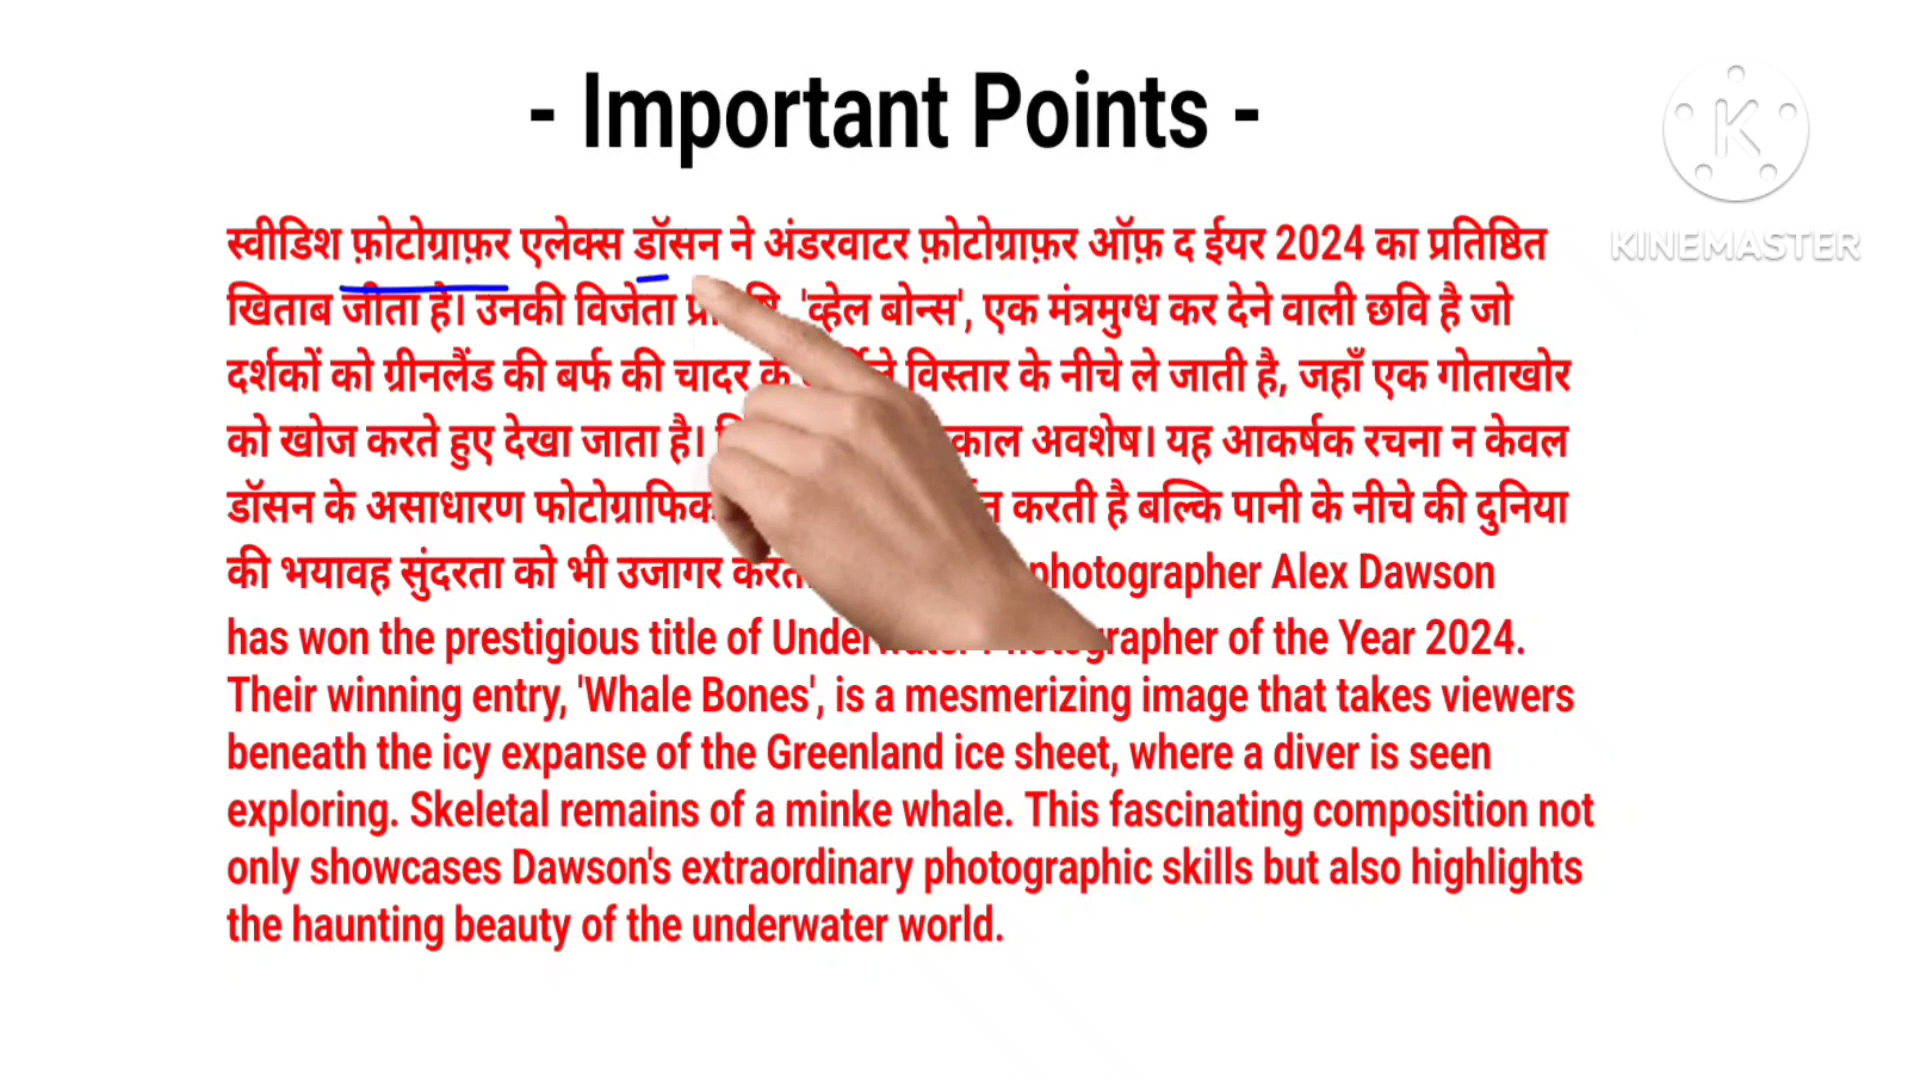 - Important Points -
KINEMASTER
स्वीडिश फ़ोटोग्राफ़र एलेक्स डॉसन ने अंडरवाटर फ़ोटोग्राफ़र ऑफ़ द ईयर 2024 का प्रतिष्ठित
खिताब जीता है। उनकी विजेता 'व्हेल बोन्स', एक मंत्रमुग्ध कर देने वाली छवि है जो
दर्शकों को ग्रीनलैंड की बर्फ की चादर के विस्तार के नीचे ले जाती है, जहाँ एक गोताखोर
को खोज करते हुए देखा जाता है। अवशेष। यह आकर्षक रचना न केवल
डॉसन के असाधारण फोटोग्राफिक करती है बल्कि पानी के नीचे की दुनिया
की भयावह सुंदरता को भी उजागर photographer Alex Dawson
has won the prestigious title of Underwater Photographer of the Year 2024.
Their winning entry, 'Whale Bones', is a mesmerizing image that takes viewers
beneath the icy expanse of the Greenland ice sheet, where a diver is seen
exploring. Skeletal remains of a minke whale. This fascinating composition not
only showcases Dawson's extraordinary photographic skills but also highlights
the haunting beauty of the underwater world.